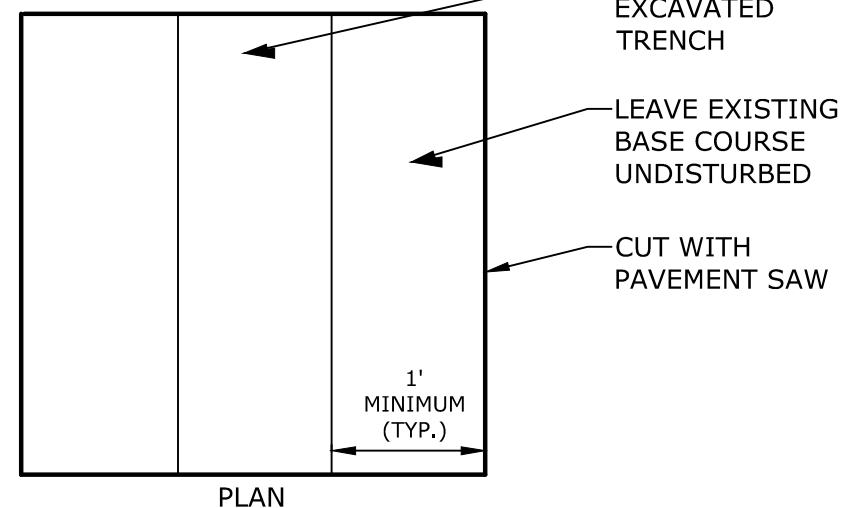 EXCAVATED
TRENCH
LEAVE EXISTING
BASE COURSE
UNDISTURBED
CUT WITH
PAVEMENT SAW
1'
MINIMUM
(TYP.)
PLAN